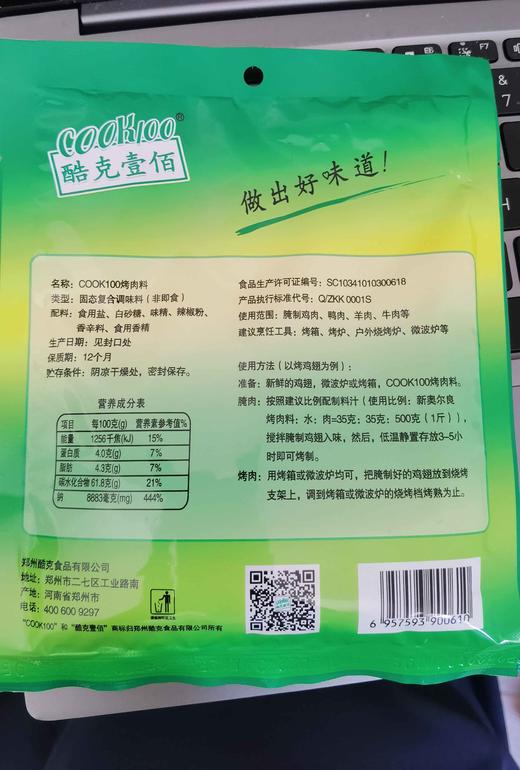 COOK100®
酷克壹佰
做出好味道!
名称: COOK100烤肉料
类型: 固态复合调味料 (非即食)
配料: 食用盐、白砂糖、味精、辣椒粉、
香辛料、食用香精
生产日期: 见封口处
保质期: 12个月
贮存条件: 阴凉干燥处, 密封保存。
营养成分表
项目 每100克(g) 营养素参考值%
能量 1256千焦(kJ) 15%
蛋白质 4.0克(g) 7%
脂肪 4.3克(g) 7%
碳水化合物 61.8克(g) 21%
钠 8883毫克(mg) 444%
食品生产许可证编号: SC10341010300618
产品执行标准代号: Q/ZKK 0001S
使用范围: 腌制鸡肉、鸭肉、羊肉、牛肉等
建议烹饪工具: 烤箱、烤炉、户外烧烤炉、微波炉等
使用方法 (以烤鸡翅为例):
准备: 新鲜的鸡翅, 微波炉或烤箱, COOK100烤肉料。
腌肉: 按照建议比例配制料汁 (使用比例: 新奥尔良
烤肉料: 水: 肉=35克: 35克: 500克 (1斤) ),
搅拌腌制鸡翅入味, 然后, 低温静置存放3-5小
时即可烤制。
烤肉: 用烤箱或微波炉均可, 把腌制好的鸡翅放到烧烤
支架上, 调到烤箱或微波炉的烧烤档烤熟为止。
郑州酷克食品有限公司
地址: 郑州市二七区工业路南
产地: 河南省郑州市
电话: 400 600 9297
"COOK100" 和 "酷克壹佰" 商标归郑州酷克食品有限公司所有
6 957593 900610
F7
&
7